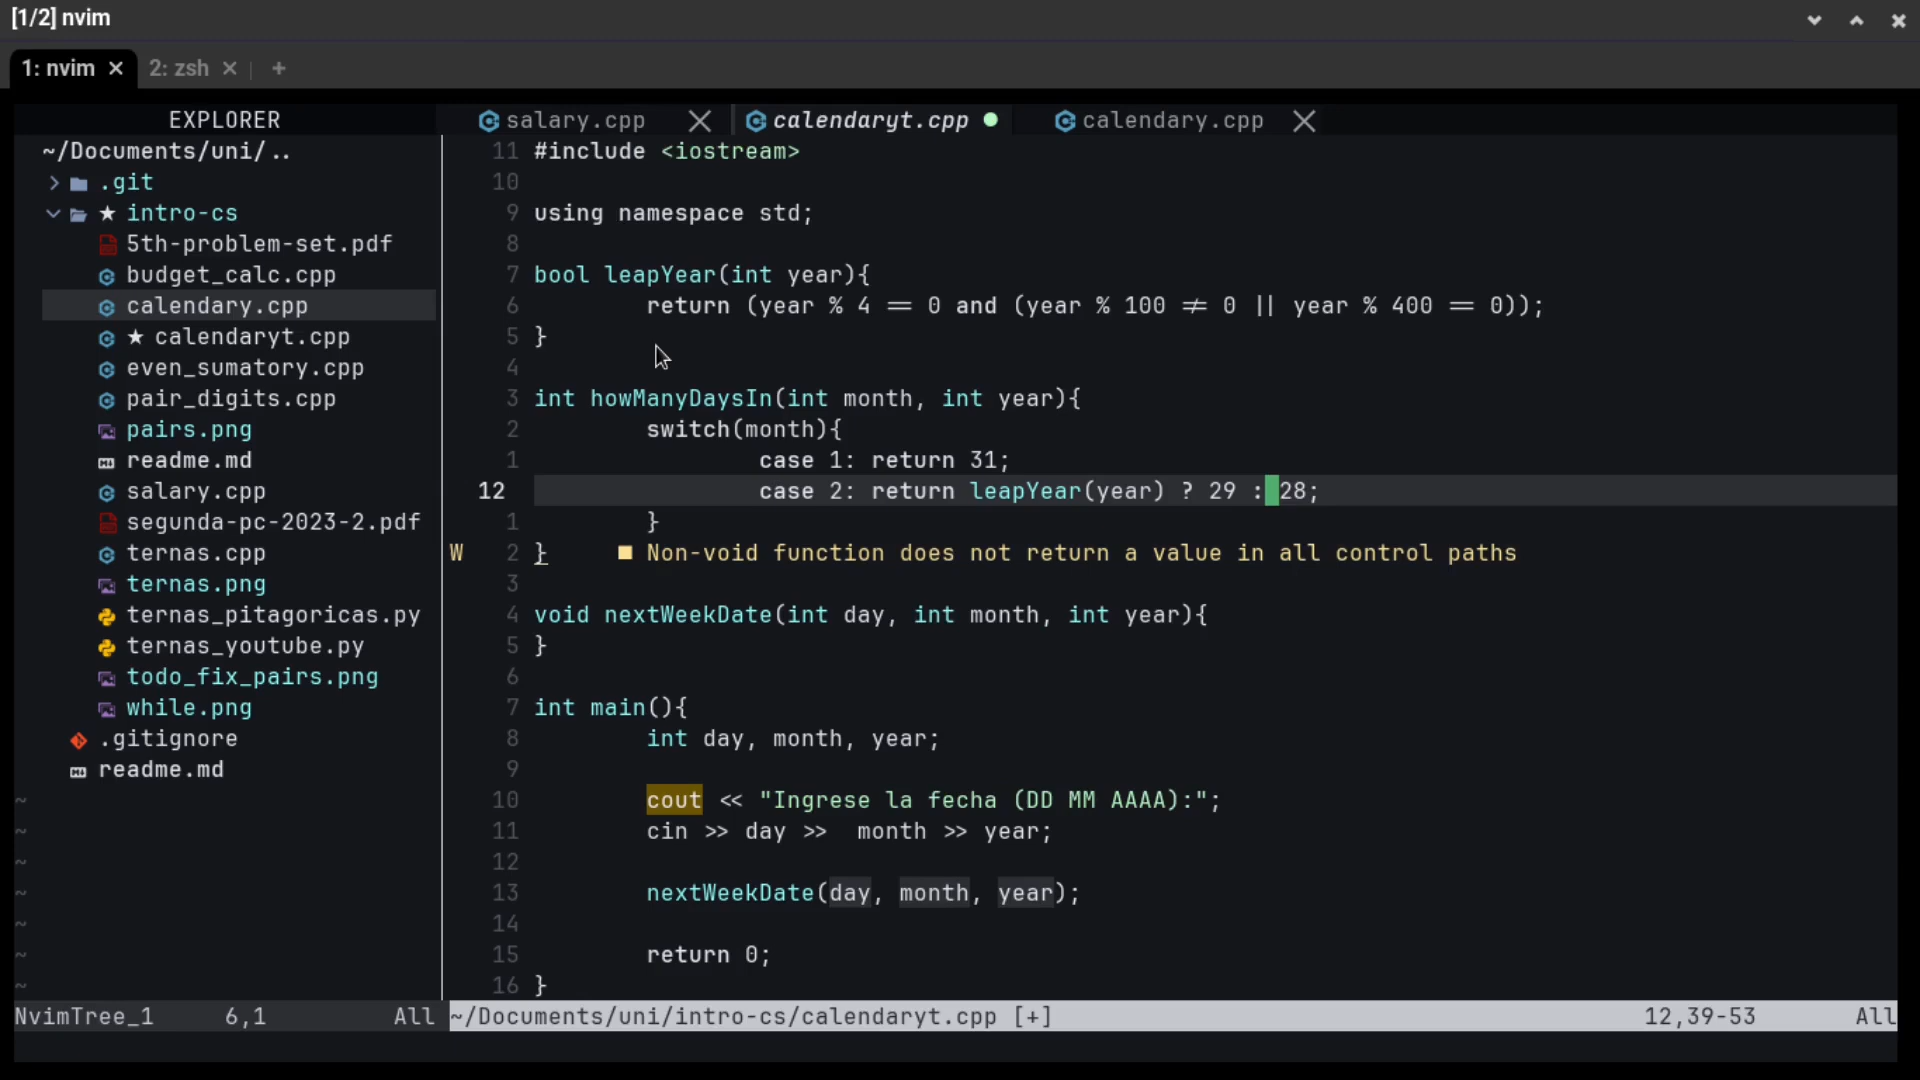 [1/2] nvim
1: nvim × 2: zsh × +
EXPLORER
~/Documents/uni/..
.git
★ intro-cs
5th-problem-set.pdf
budget_calc.cpp
calendary.cpp
★ calendaryt.cpp
even_sumatory.cpp
pair_digits.cpp
pairs.png
readme.md
salary.cpp
segunda-pc-2023-2.pdf
ternas.cpp
ternas.png
ternas_pitagoricas.py
ternas_youtube.py
todo_fix_pairs.png
while.png
.gitignore
readme.md
~
~
~
~
~
~
~
NvimTree_1 6,1 All
salary.cpp calendaryt.cpp ● calendary.cpp
11 #include <iostream>
10
9 using namespace std;
8
7 bool leapYear(int year){
6 return (year % 4 == 0 and (year % 100 ≠ 0 || year % 400 == 0));
5 }
4
3 int howManyDaysIn(int month, int year){
2 switch(month){
1 case 1: return 31;
12 case 2: return leapYear(year) ? 29 : 28;
1 }
W 2 } ■ Non-void function does not return a value in all control paths
3
4 void nextWeekDate(int day, int month, int year){
5 }
6
7 int main(){
8 int day, month, year;
9
10 cout << "Ingrese la fecha (DD MM AAAA):";
11 cin >> day >>  month >> year;
12
13 nextWeekDate(day, month, year);
14
15 return 0;
16 }
~/Documents/uni/intro-cs/calendaryt.cpp [+] 12,39-53 All